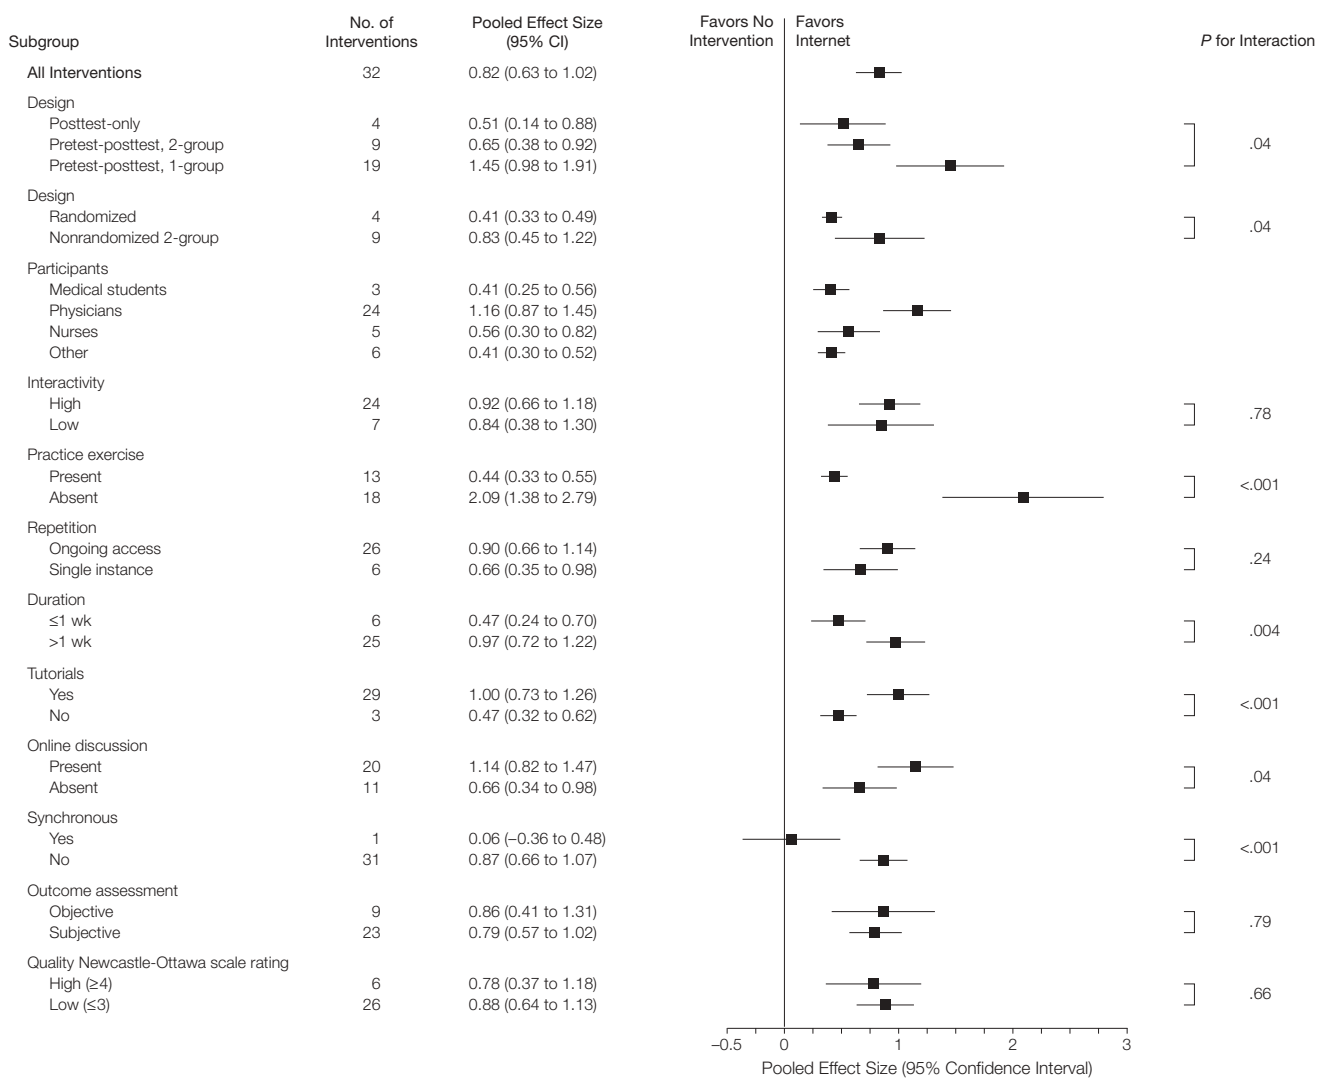 Subgroup No. of Interventions Pooled Effect Size (95% CI) Favors No Intervention Favors Internet P for Interaction
All Interventions 32 0.82 (0.63 to 1.02)
Design
Posttest-only 4 0.51 (0.14 to 0.88)
Pretest-posttest, 2-group 9 0.65 (0.38 to 0.92) .04
Pretest-posttest, 1-group 19 1.45 (0.98 to 1.91)
Design
Randomized 4 0.41 (0.33 to 0.49) .04
Nonrandomized 2-group 9 0.83 (0.45 to 1.22)
Participants
Medical students 3 0.41 (0.25 to 0.56)
Physicians 24 1.16 (0.87 to 1.45)
Nurses 5 0.56 (0.30 to 0.82)
Other 6 0.41 (0.30 to 0.52)
Interactivity
High 24 0.92 (0.66 to 1.18) .78
Low 7 0.84 (0.38 to 1.30)
Practice exercise
Present 13 0.44 (0.33 to 0.55) <.001
Absent 18 2.09 (1.38 to 2.79)
Repetition
Ongoing access 26 0.90 (0.66 to 1.14) .24
Single instance 6 0.66 (0.35 to 0.98)
Duration
≤1 wk 6 0.47 (0.24 to 0.70) .004
>1 wk 25 0.97 (0.72 to 1.22)
Tutorials
Yes 29 1.00 (0.73 to 1.26) <.001
No 3 0.47 (0.32 to 0.62)
Online discussion
Present 20 1.14 (0.82 to 1.47) .04
Absent 11 0.66 (0.34 to 0.98)
Synchronous
Yes 1 0.06 (–0.36 to 0.48) <.001
No 31 0.87 (0.66 to 1.07)
Outcome assessment
Objective 9 0.86 (0.41 to 1.31) .79
Subjective 23 0.79 (0.57 to 1.02)
Quality Newcastle-Ottawa scale rating
High (≥4) 6 0.78 (0.37 to 1.18) .66
Low (≤3) 26 0.88 (0.64 to 1.13)
–0.5 0 1 2 3
Pooled Effect Size (95% Confidence Interval)